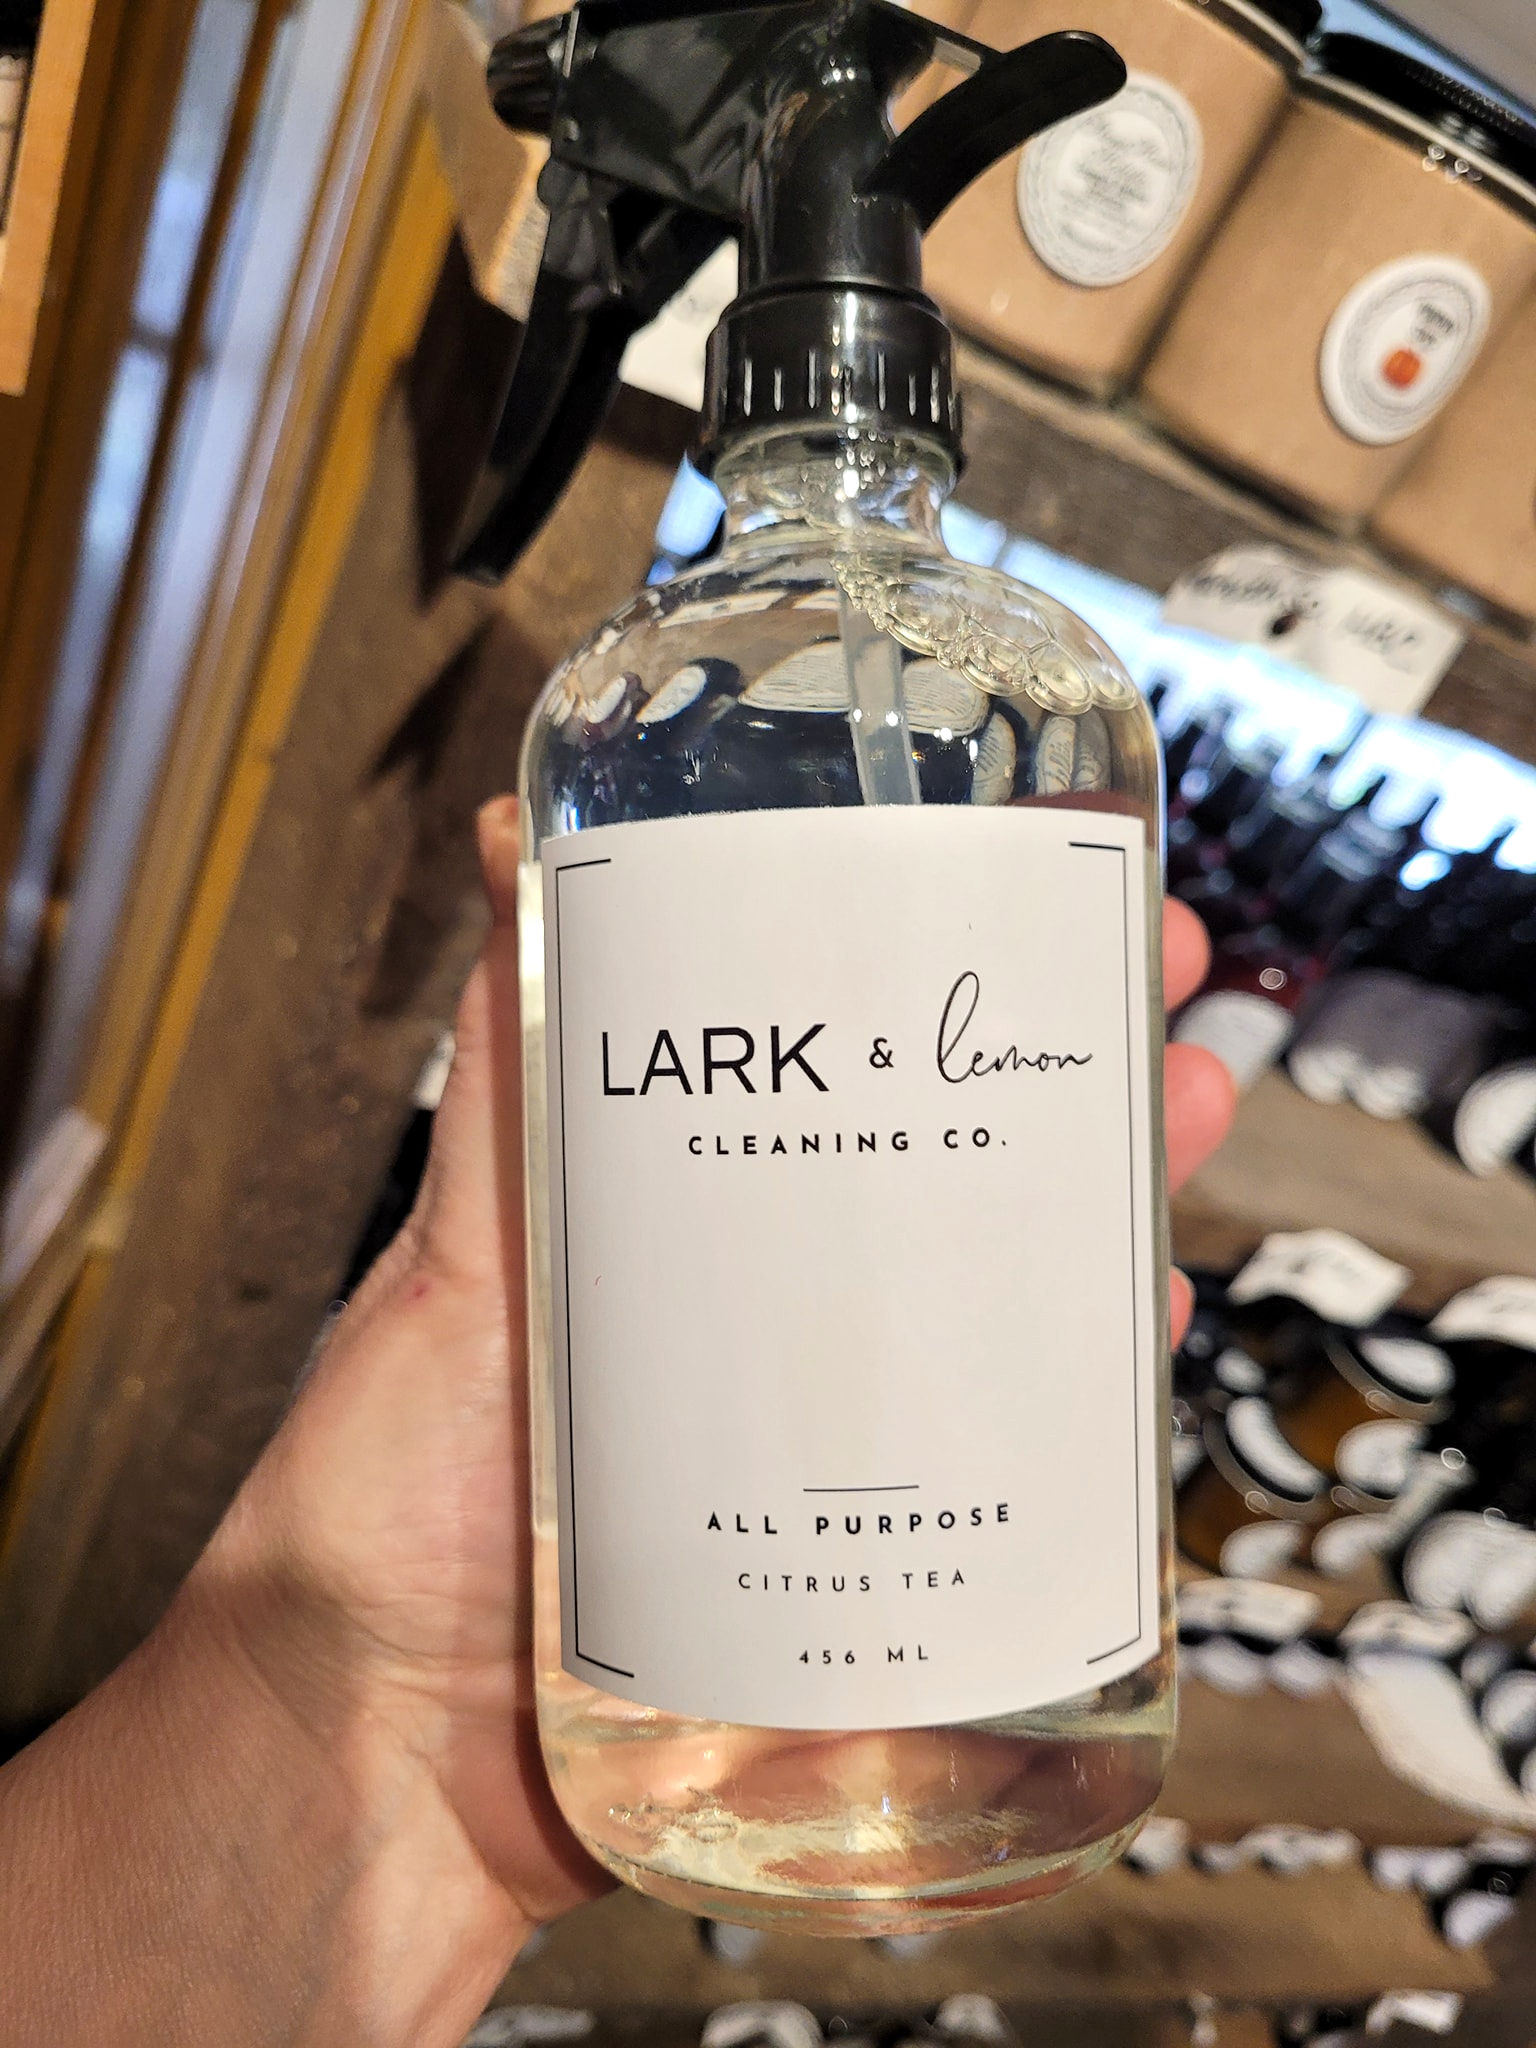 LARK & lemon
CLEANING CO.
ALL PURPOSE
CITRUS TEA
456 ML